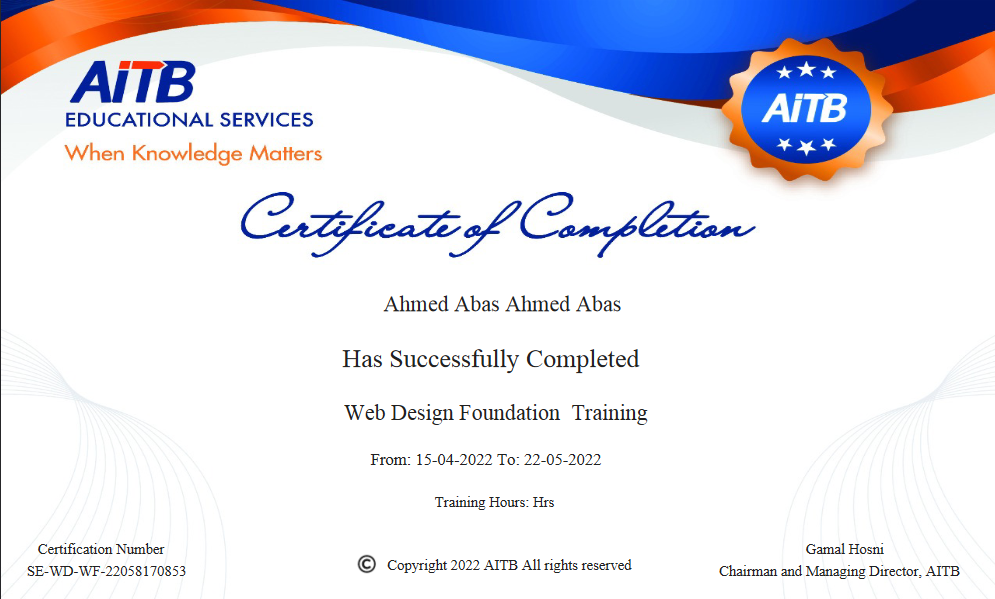 AiTB
EDUCATIONAL SERVICES
When Knowledge Matters
AiTB
Certificate of Completion
Ahmed Abas Ahmed Abas
Has Successfully Completed
Web Design Foundation  Training
From: 15-04-2022 To: 22-05-2022
Training Hours: Hrs
Certification Number
SE-WD-WF-22058170853
© Copyright 2022 AITB All rights reserved
Gamal Hosni
Chairman and Managing Director, AITB